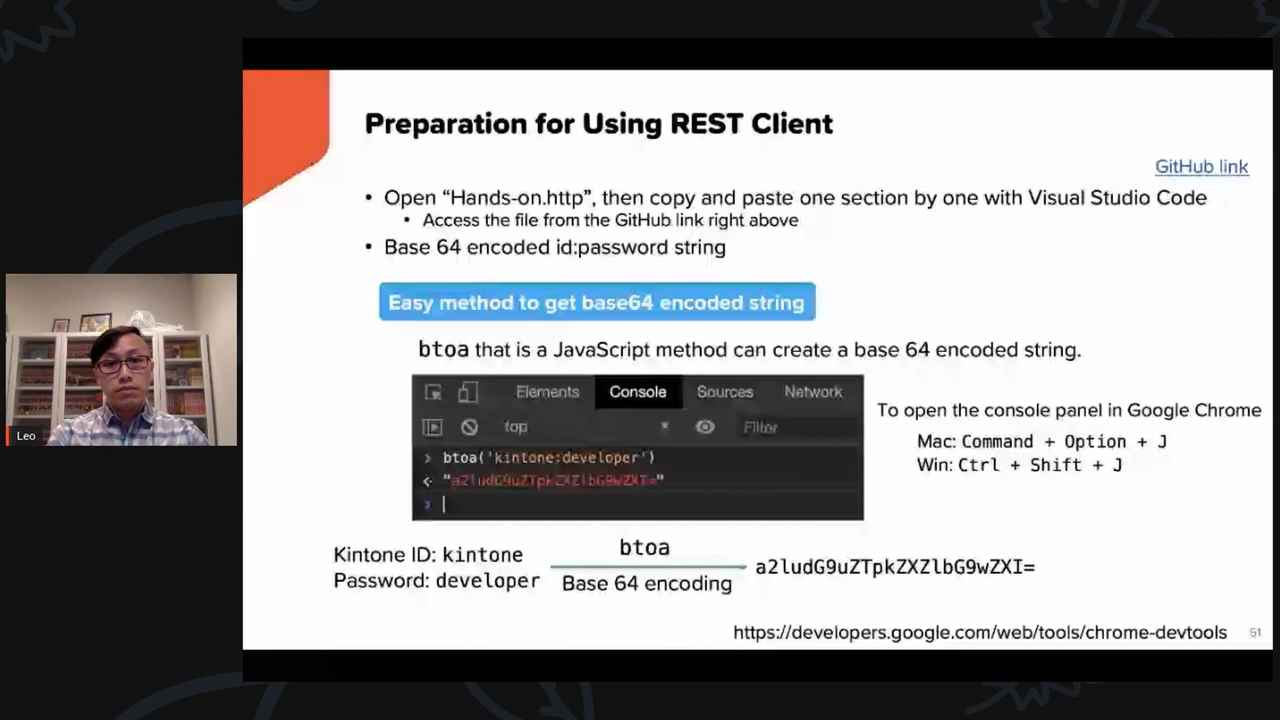 Preparation for Using REST Client
GitHub link
• Open “Hands-on.http”, then copy and paste one section by one with Visual Studio Code
• Access the file from the GitHub link right above
• Base 64 encoded id:password string
Easy method to get base64 encoded string
btoa that is a JavaScript method can create a base 64 encoded string.
Elements Console Sources Network
top Filter
btoa('kintone:developer')
"a2ludG9uZTpkZXZlbG9wZXI="
To open the console panel in Google Chrome
Mac: Command + Option + J
Win: Ctrl + Shift + J
Leo
Kintone ID: kintone
Password: developer
btoa
Base 64 encoding
a2ludG9uZTpkZXZlbG9wZXI=
https://developers.google.com/web/tools/chrome-devtools
51